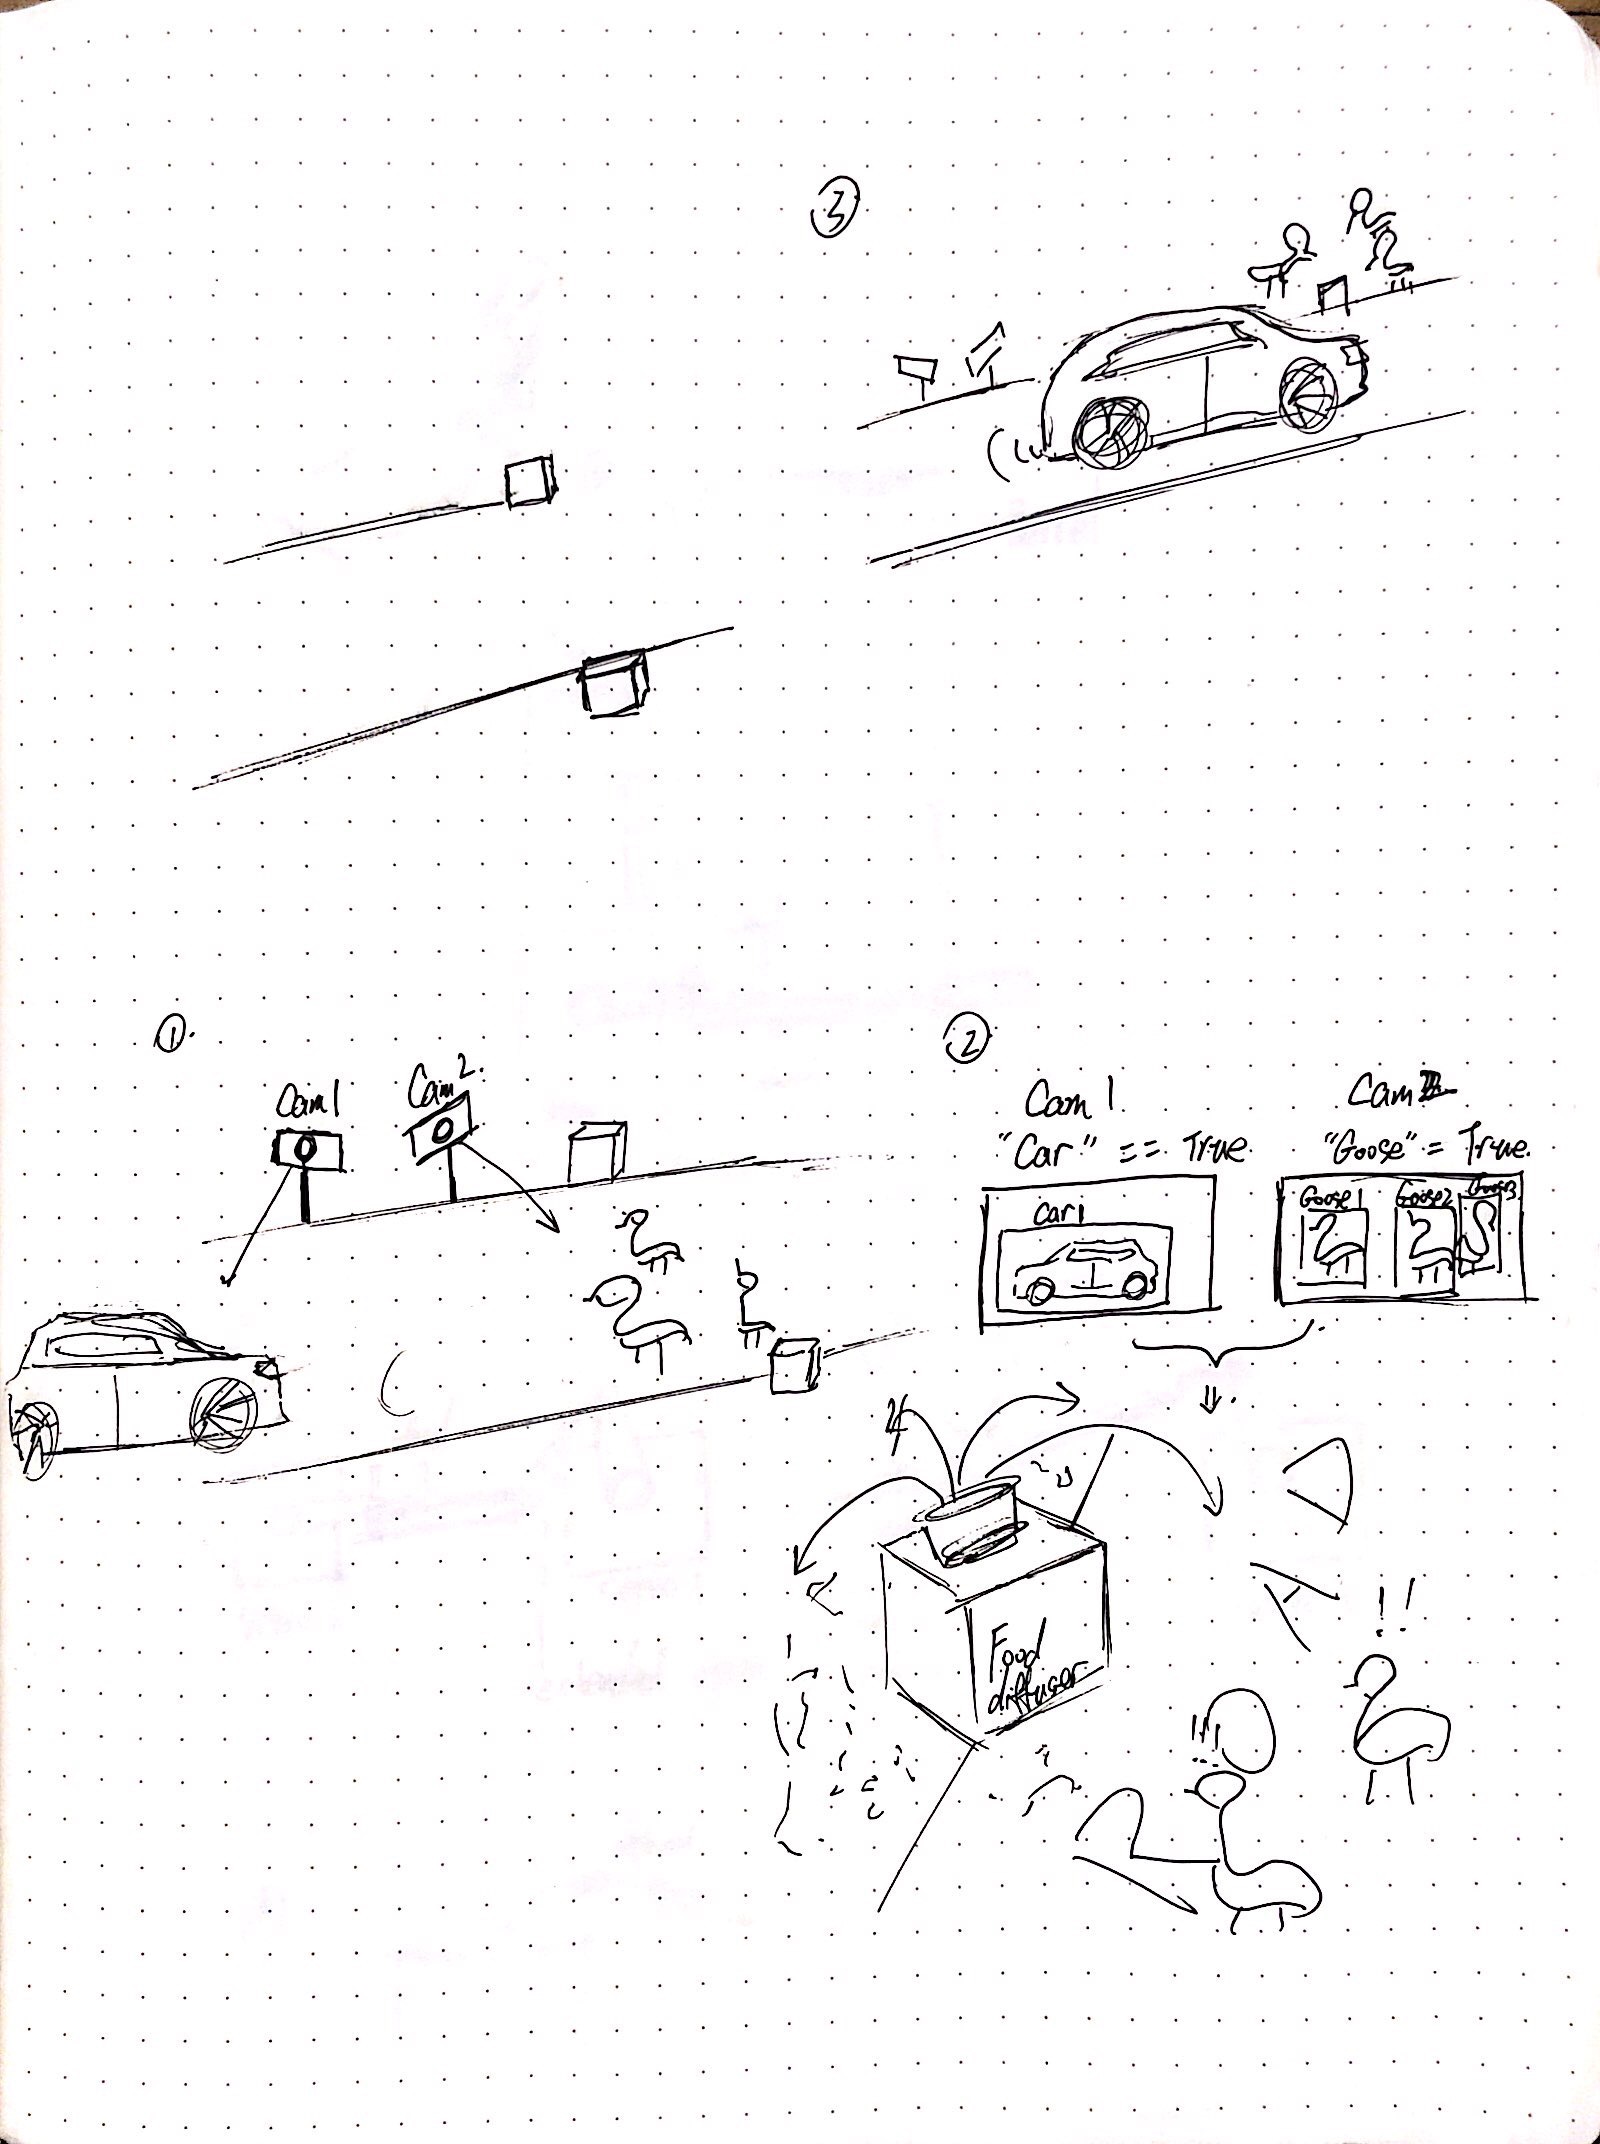 ③
①.
Cam 1
Cam 2.
②
Cam 1
"Car" == True
car1
Cam
"Goose" = True.
Goose1
Goose2
Goose3
Food
diffuser
!!
!!!